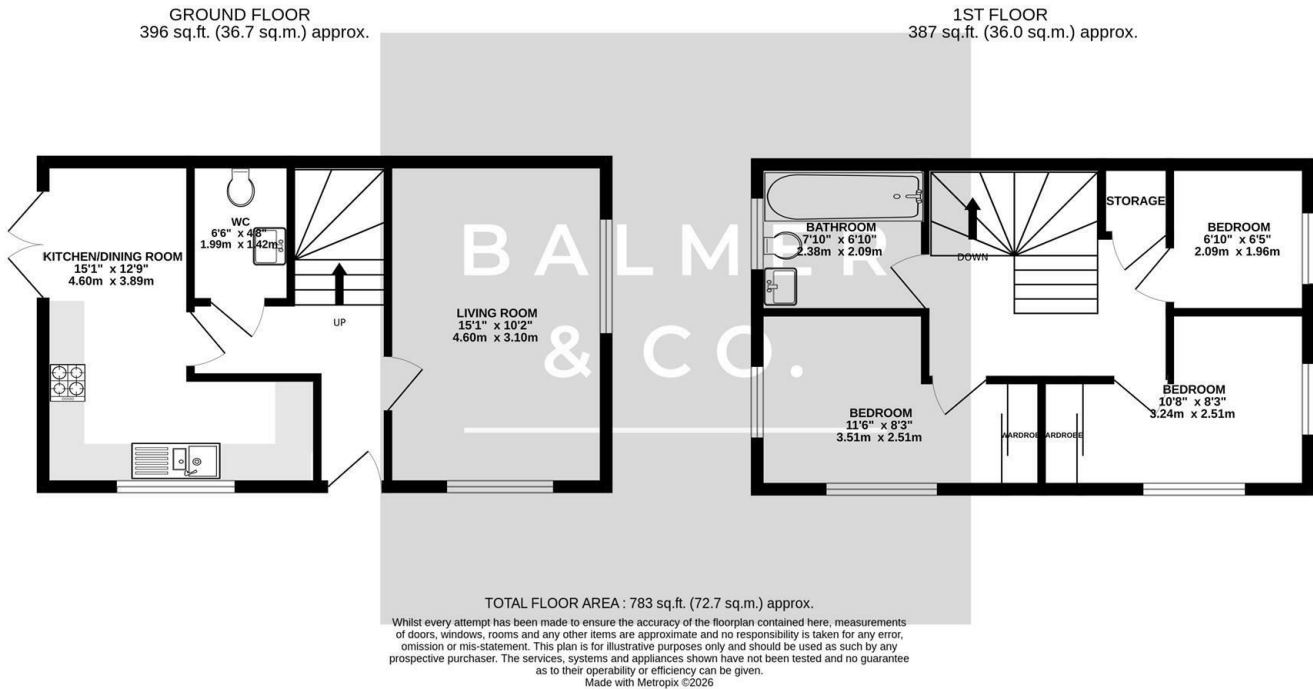 GROUND FLOOR
396 sq.ft. (36.7 sq.m.) approx.
1ST FLOOR
387 sq.ft. (36.0 sq.m.) approx.
KITCHEN/DINING ROOM
15'1" x 12'9"
4.60m x 3.89m
WC
6'6" x 4'8"
1.99m x 1.42m
UP
LIVING ROOM
15'1" x 10'2"
4.60m x 3.10m
BALMER
& CO.
BATHROOM
7'10" x 6'10"
2.38m x 2.09m
DOWN
STORAGE
BEDROOM
6'10" x 6'5"
2.09m x 1.96m
BEDROOM
11'6" x 8'3"
3.51m x 2.51m
WARDROBE
WARDROBE
BEDROOM
10'8" x 8'3"
3.24m x 2.51m
TOTAL FLOOR AREA : 783 sq.ft. (72.7 sq.m.) approx.
Whilst every attempt has been made to ensure the accuracy of the floorplan contained here, measurements
of doors, windows, rooms and any other items are approximate and no responsibility is taken for any error,
omission or mis-statement. This plan is for illustrative purposes only and should be used as such by any
prospective purchaser. The services, systems and appliances shown have not been tested and no guarantee
as to their operability or efficiency can be given.
Made with Metropix ©2026